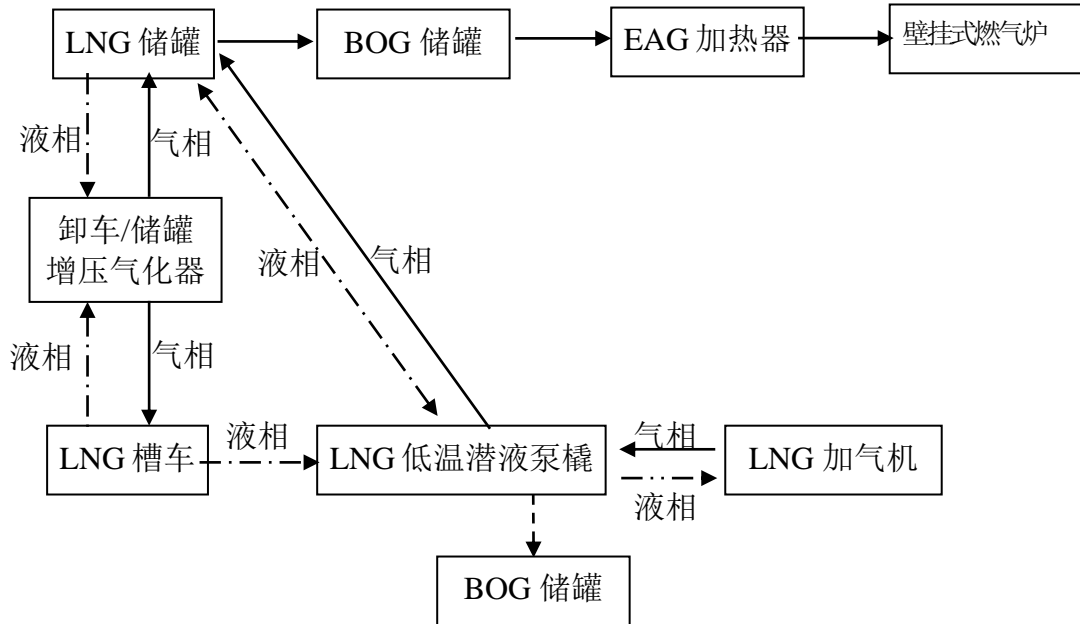 LNG 储罐
BOG 储罐
EAG 加热器
壁挂式燃气炉
液相
气相
卸车/储罐
增压气化器
液相
气相
液相
气相
LNG 槽车
液相
LNG 低温潜液泵橇
气相
液相
LNG 加气机
BOG 储罐